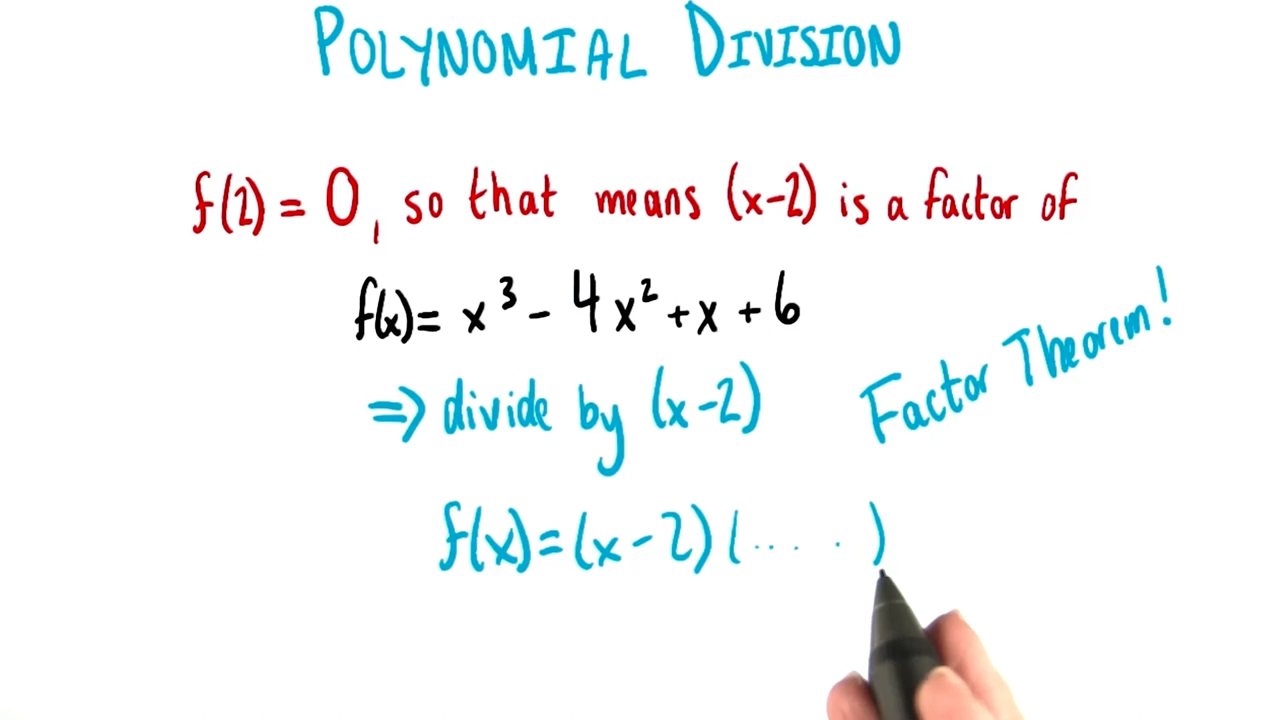 POLYNOMIAL DIVISION
f(2) = 0, so that means (x-2) is a factor of
f(x) = x³ - 4x² + x + 6
⇒ divide by (x-2)
Factor Theorem!
f(x) = (x-2)(.... )